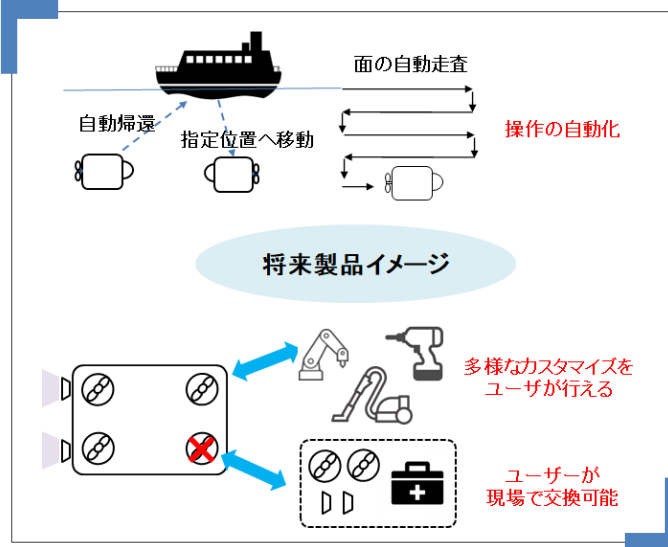 面の自動走査
自動帰還
指定位置へ移動
操作の自動化
将来製品イメージ
多様なカスタマイズを
ユーザが行える
ユーザーが
現場で交換可能